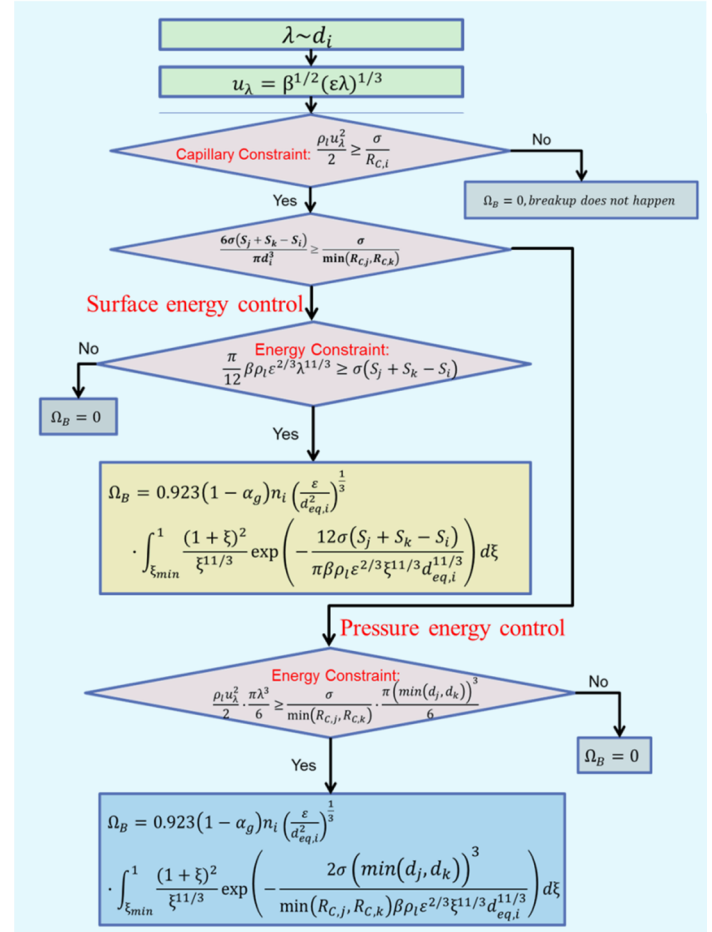 λ~dᵢ
u_λ = β^{1/2}(ελ)^{1/3}
Capillary Constraint: ρ_l u_λ^2 / 2 ≥ σ / R_{C,i}
No
Ω_B = 0, breakup does not happen
Yes
6σ(S_j + S_k − S_i) / πd_i^3 ≥ σ / min(R_{C,j}, R_{C,k})
Surface energy control
No
Energy Constraint:
π/12 βρ_l ε^{2/3} λ^{11/3} ≥ σ(S_j + S_k − S_i)
Ω_B = 0
Yes
Ω_B = 0.923(1 − α_g)n_i (ε / d_{eq,i}^2)^{1/3}
· ∫_{ξ_min}^1 (1 + ξ)^2 / ξ^{11/3} exp(− 12σ(S_j + S_k − S_i) / πβρ_l ε^{2/3} ξ^{11/3} d_{eq,i}^{11/3}) dξ
Pressure energy control
Energy Constraint:
ρ_l u_λ^2 / 2 · πλ^3 / 6 ≥ σ / min(R_{C,j}, R_{C,k}) · π(min(d_j, d_k))^3 / 6
No
Ω_B = 0
Yes
Ω_B = 0.923(1 − α_g)n_i (ε / d_{eq,i}^2)^{1/3}
· ∫_{ξ_min}^1 (1 + ξ)^2 / ξ^{11/3} exp(− 2σ(min(d_j, d_k))^3 / min(R_{C,j}, R_{C,k})βρ_l ε^{2/3} ξ^{11/3} d_{eq,i}^{11/3}) dξ